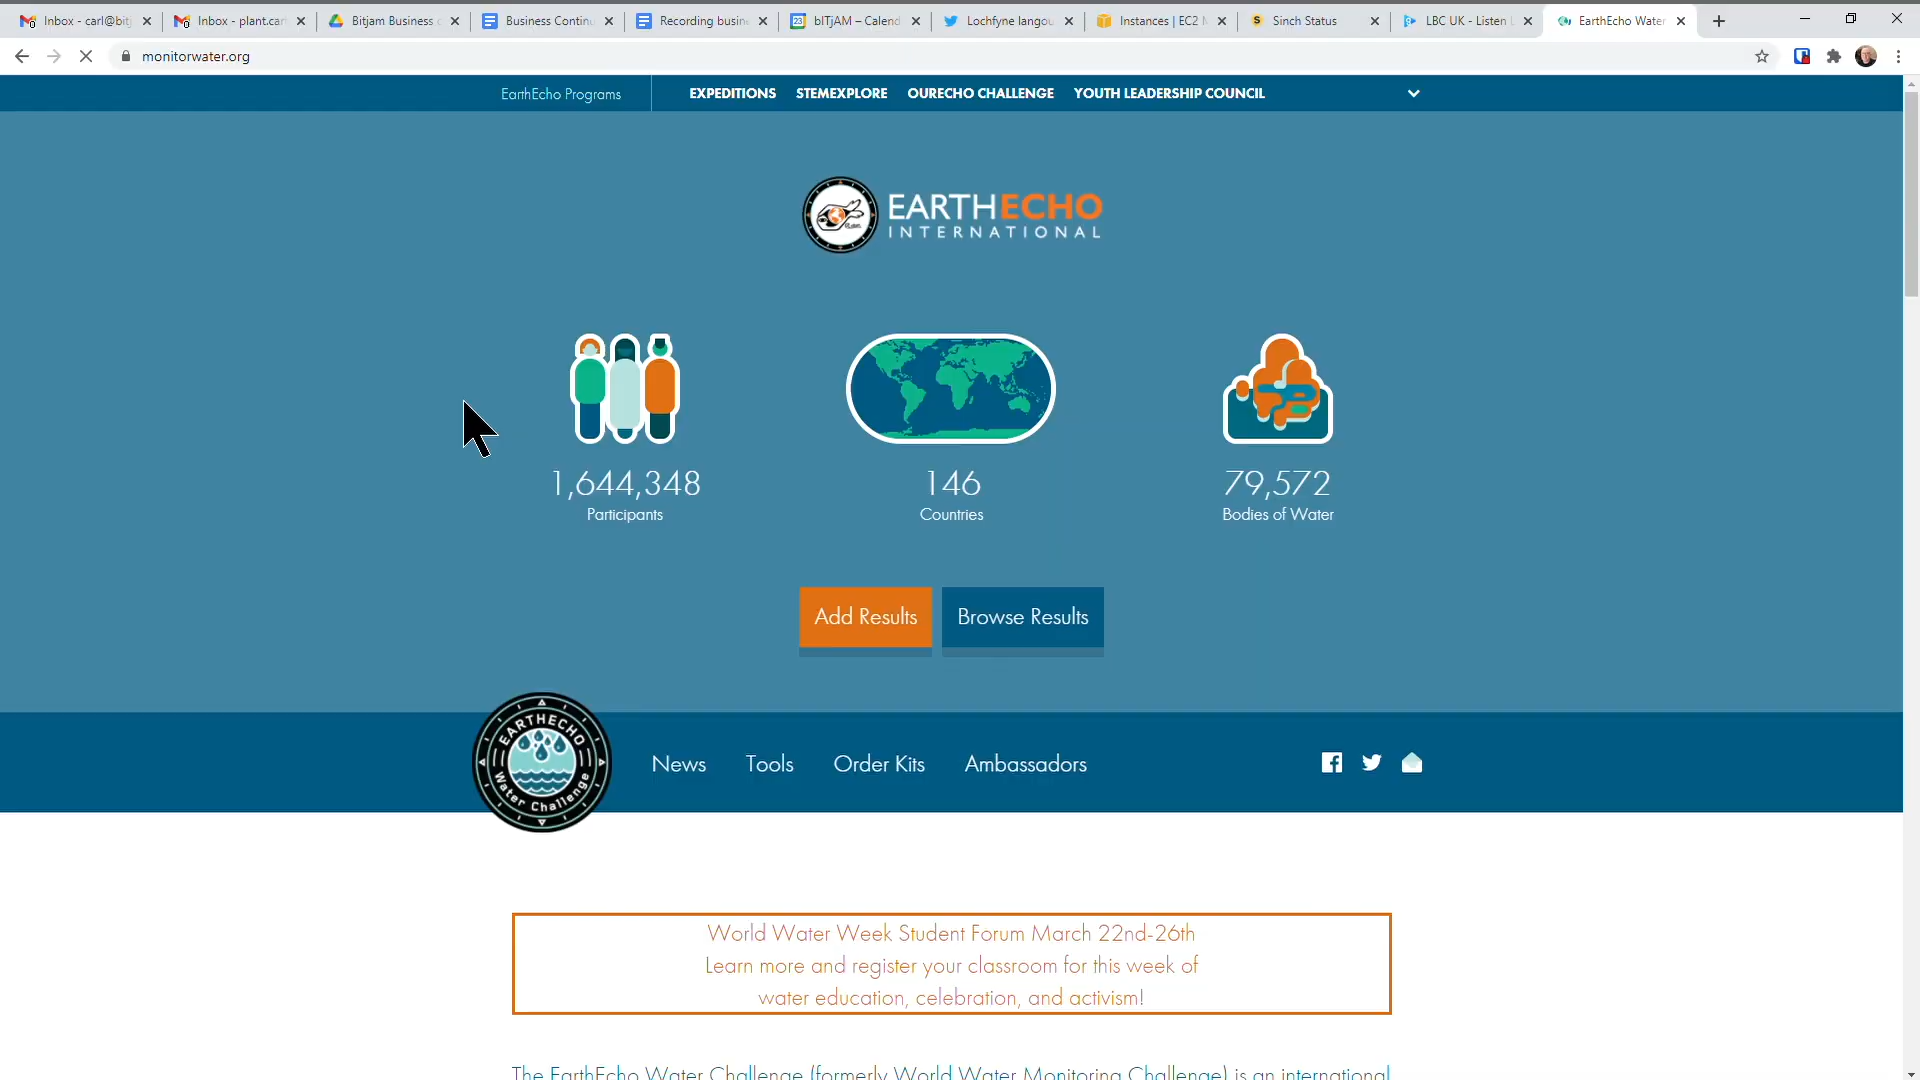 Inbox - carl@bitj
Inbox - plant.car
Bitjam Business c
Business Continu
Recording busin
bITjAM – Calend
Lochfyne langou
Instances | EC2 M
Sinch Status
LBC UK - Listen L
EarthEcho Water
monitorwater.org
EarthEcho Programs
EXPEDITIONS
STEMEXPLORE
OURECHO CHALLENGE
YOUTH LEADERSHIP COUNCIL
EARTHECHO
INTERNATIONAL
1,644,348
Participants
146
Countries
79,572
Bodies of Water
Add Results
Browse Results
EARTHECHO
Water Challenge
News
Tools
Order Kits
Ambassadors
World Water Week Student Forum March 22nd-26th
Learn more and register your classroom for this week of
water education, celebration, and activism!
The EarthEcho Water Challenge (formerly World Water Monitoring Challenge) is an international